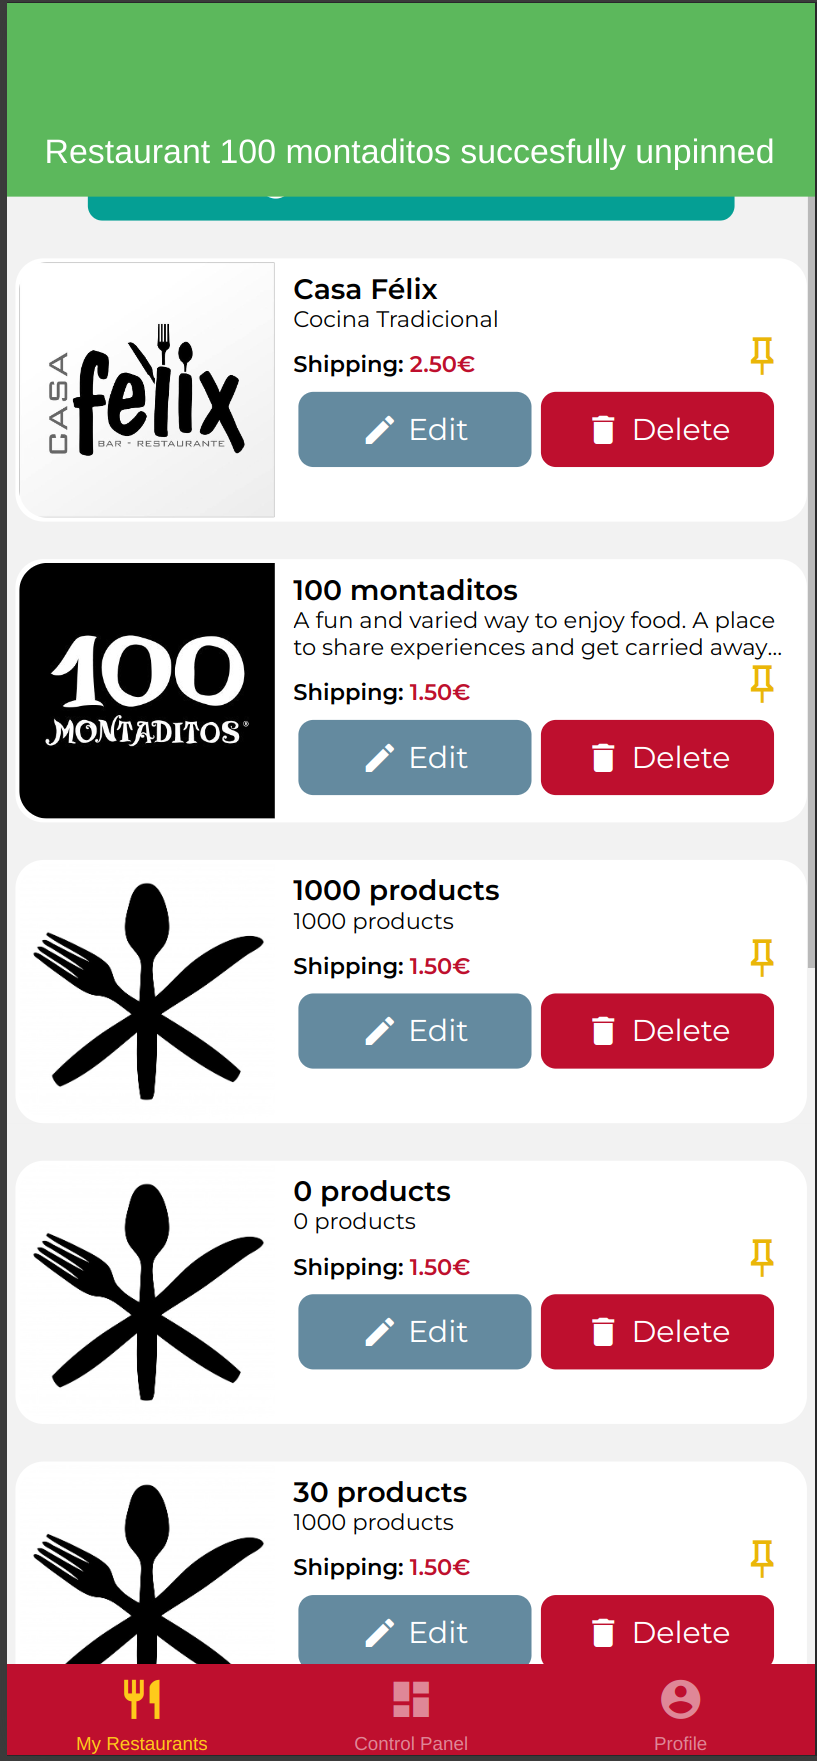 Restaurant 100 montaditos succesfully unpinned
CASA
felix
BAR - RESTAURANTE
Casa Félix
Cocina Tradicional
Shipping: 2.50€
Edit
Delete
100
MONTADITOS®
100 montaditos
A fun and varied way to enjoy food. A place
to share experiences and get carried away...
Shipping: 1.50€
Edit
Delete
1000 products
1000 products
Shipping: 1.50€
Edit
Delete
0 products
0 products
Shipping: 1.50€
Edit
Delete
30 products
1000 products
Shipping: 1.50€
Edit
Delete
My Restaurants
Control Panel
Profile